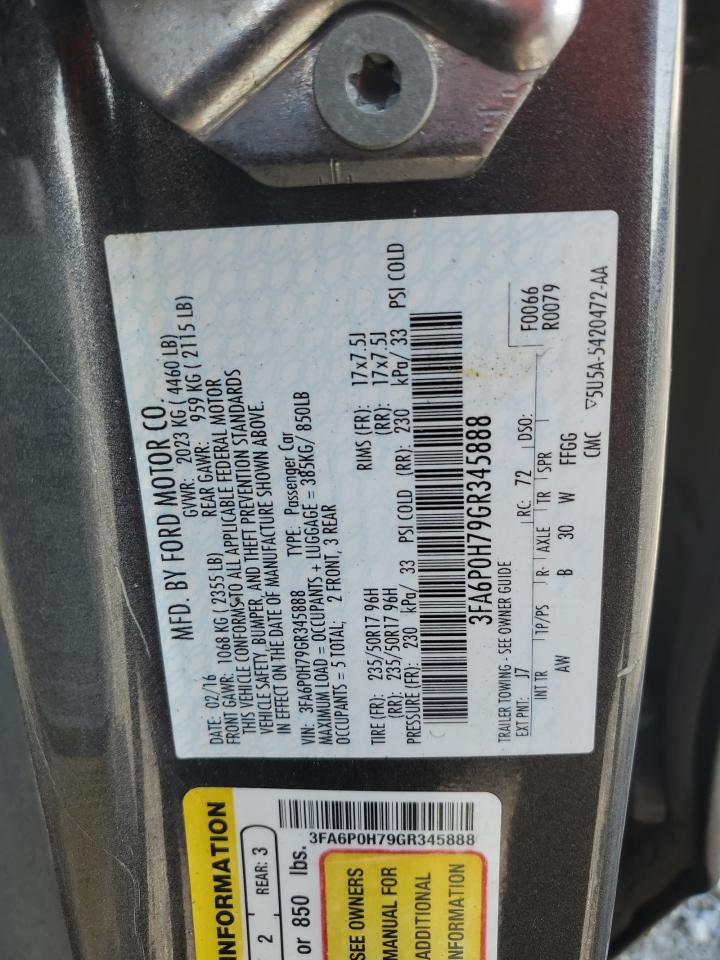 MFD. BY FORD MOTOR CO.
DATE: 02/16 GVWR: 2023 KG ( 4460 LB)
FRONT GAWR: 1068 KG ( 2355 LB) REAR GAWR: 959 KG ( 2115 LB)
THIS VEHICLE CONFORMS TO ALL APPLICABLE FEDERAL MOTOR
VEHICLE SAFETY, BUMPER, AND THEFT PREVENTION STANDARDS
IN EFFECT ON THE DATE OF MANUFACTURE SHOWN ABOVE.
VIN: 3FA6P0H79GR345888 TYPE: Passenger Car
MAXIMUM LOAD = OCCUPANTS + LUGGAGE = 385KG/ 850LB
OCCUPANTS = 5 TOTAL: 2 FRONT, 3 REAR
TIRE (FR): 235/50R17 96H RIMS (FR): 17x7.5J
(RR): 235/50R17 96H (RR): 17x7.5J
PRESSURE (FR): 230 kPa/ 33 PSI COLD (RR): 230 kPa/ 33 PSI COLD
3FA6P0H79GR345888
TRAILER TOWING - SEE OWNER GUIDE F0066
R0079
EXT PNT: J7 RC: 72 DSO:
INT TR TP/PS R- AXLE TR SPR
AW B 30 W FFGG
CMC ▽5U5A-5420472-AA
INFORMATION
2 REAR: 3
or 850 lbs.
3FA6P0H79GR345888
SEE OWNERS
MANUAL FOR
ADDITIONAL
INFORMATION